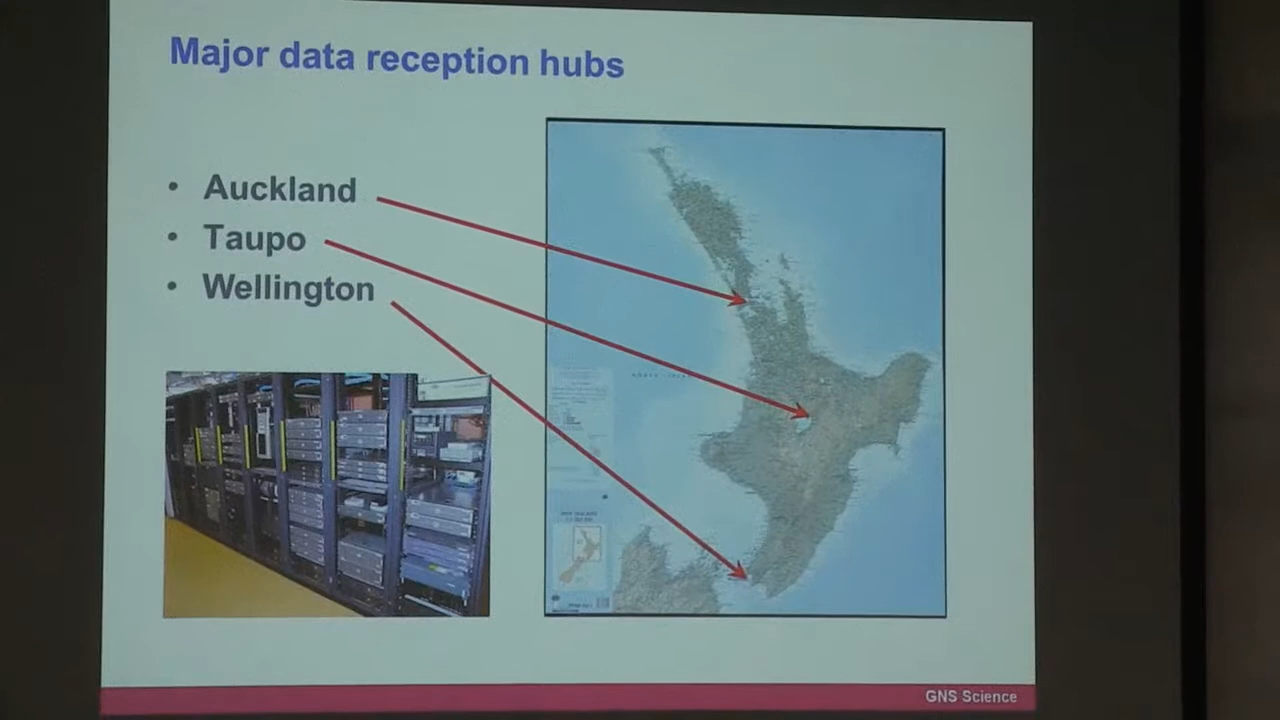 Major data reception hubs
• Auckland
• Taupo
• Wellington
GNS Science